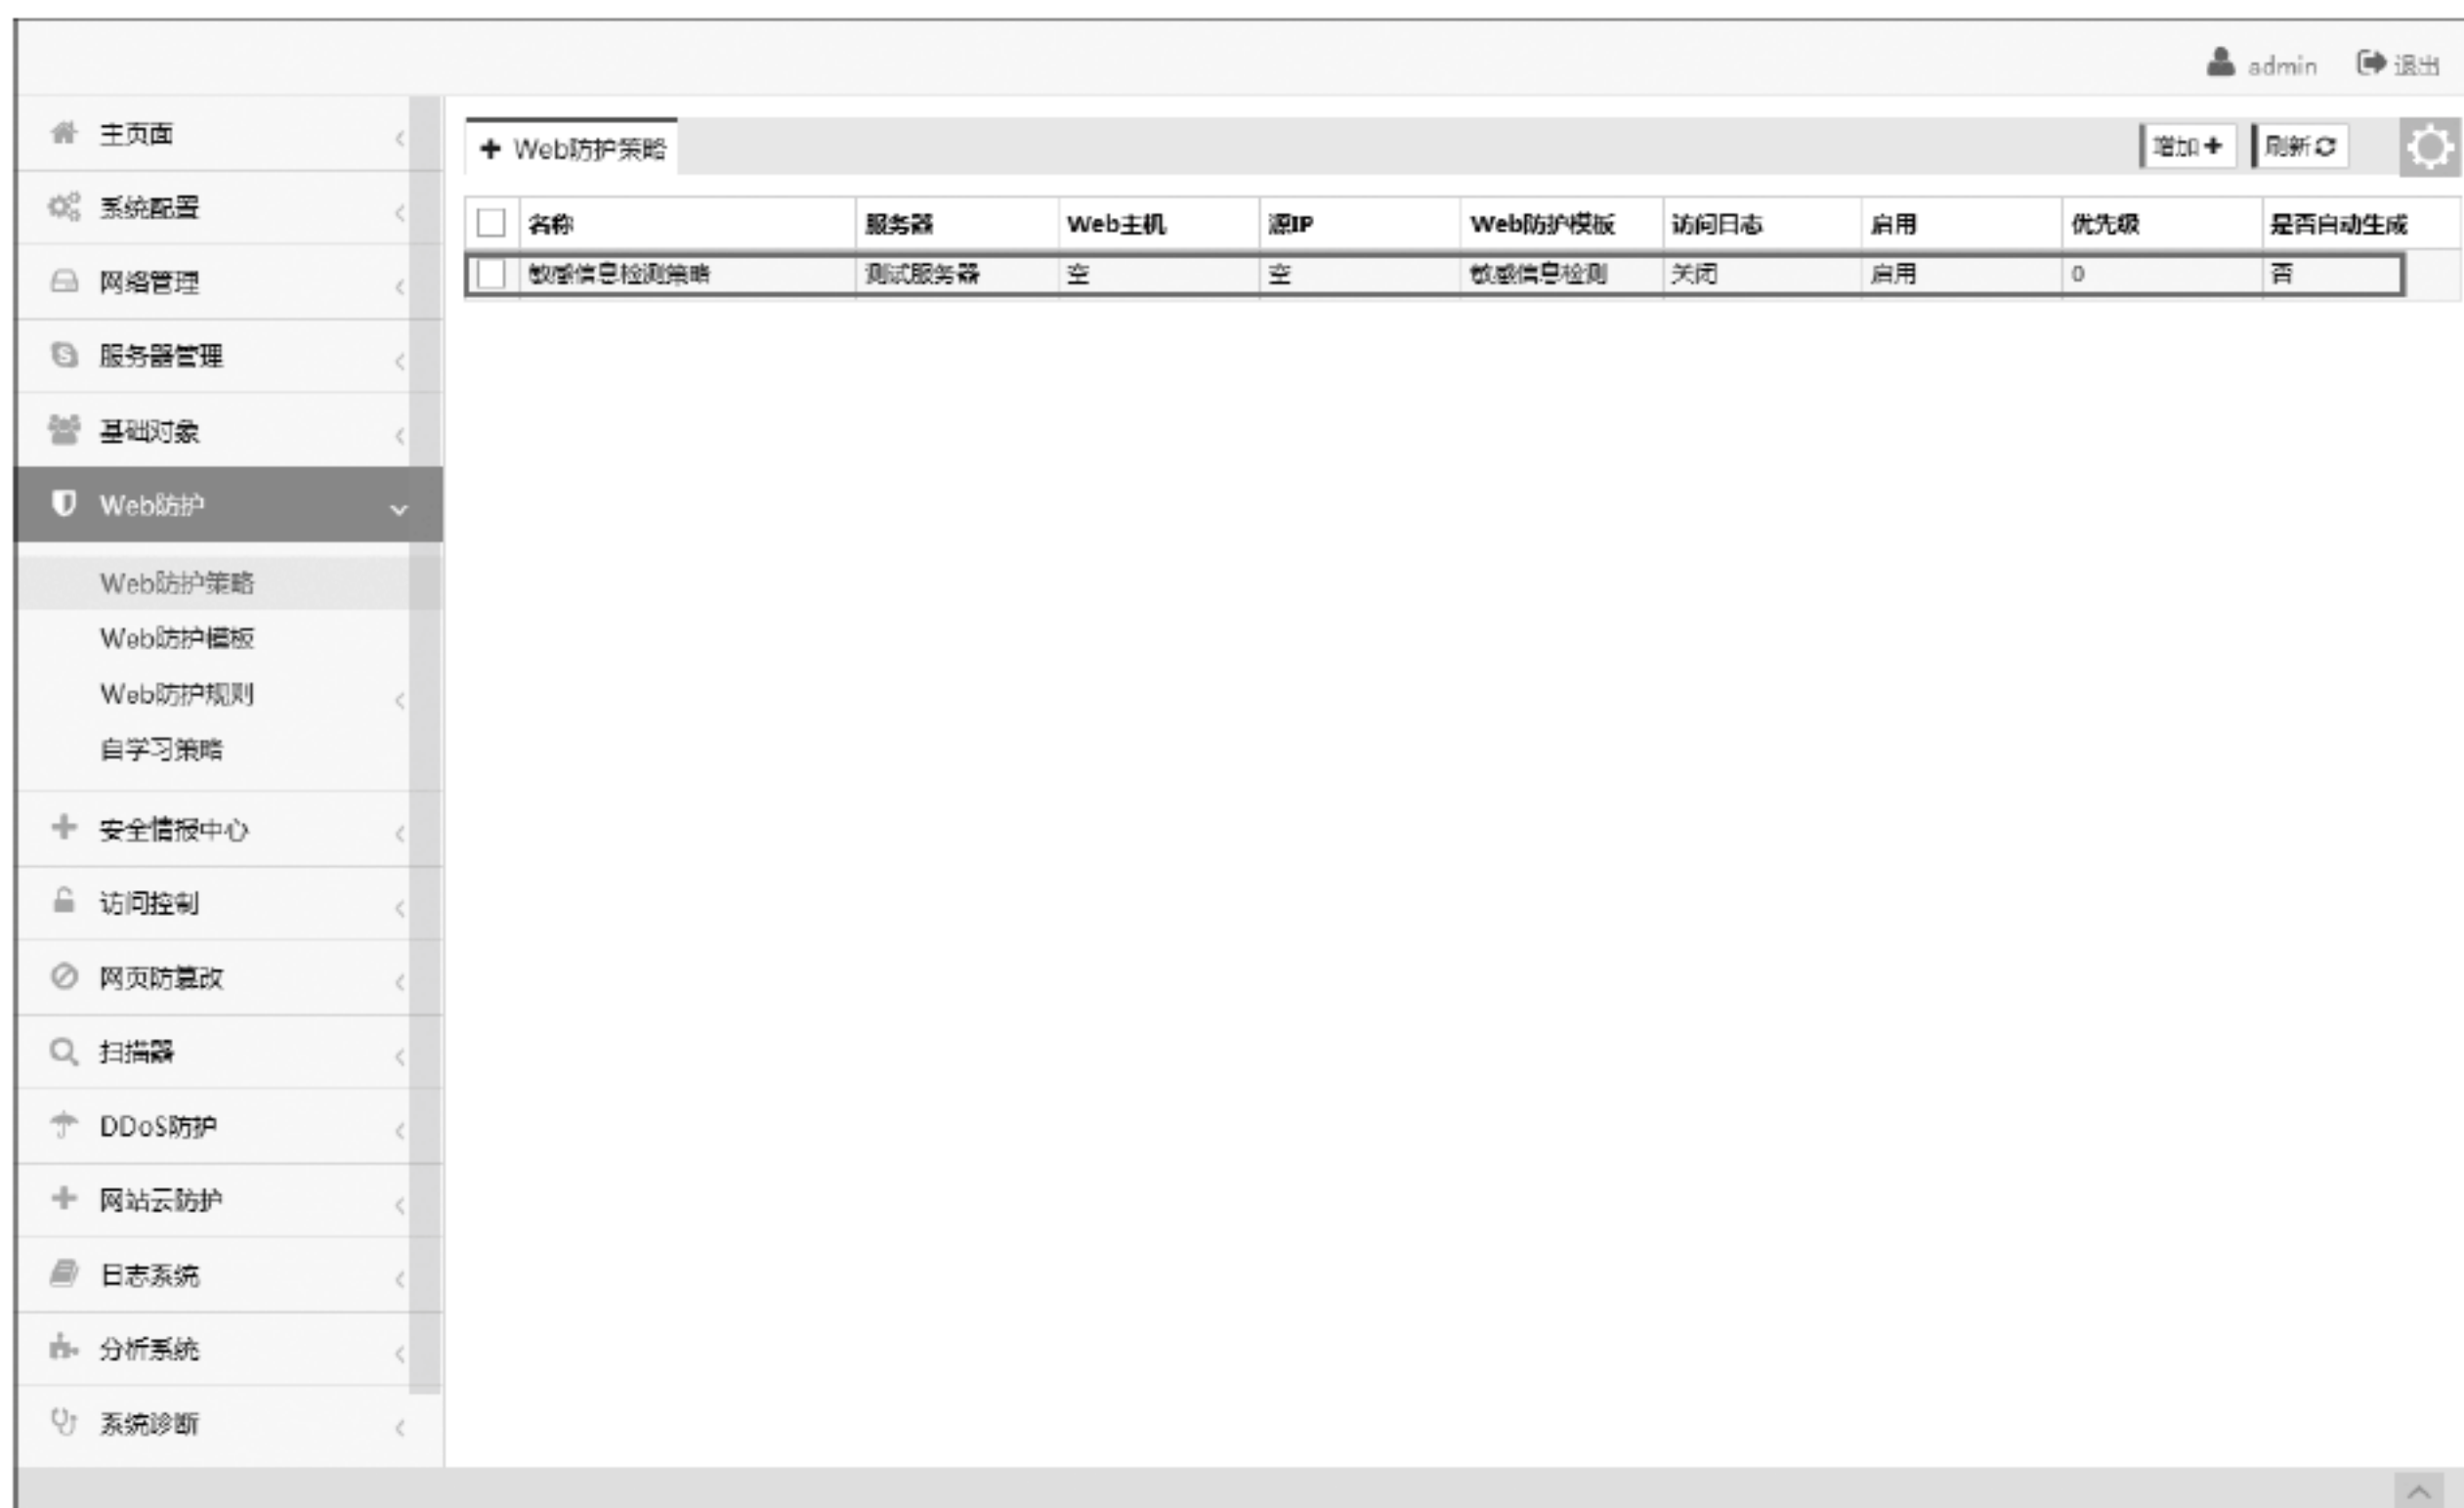 admin 退出
主页面
系统配置
网络管理
服务器管理
基础对象
Web防护
Web防护策略
Web防护模板
Web防护规则
自学习策略
安全情报中心
访问控制
网页防篡改
扫描器
DDoS防护
网站云防护
日志系统
分析系统
系统诊断
Web防护策略 增加 刷新
名称 服务器 Web主机 源IP Web防护模板 访问日志 启用 优先级 是否自动生成
敏感信息检测策略 测试服务器 空 空 敏感信息检测 关闭 启用 0 否